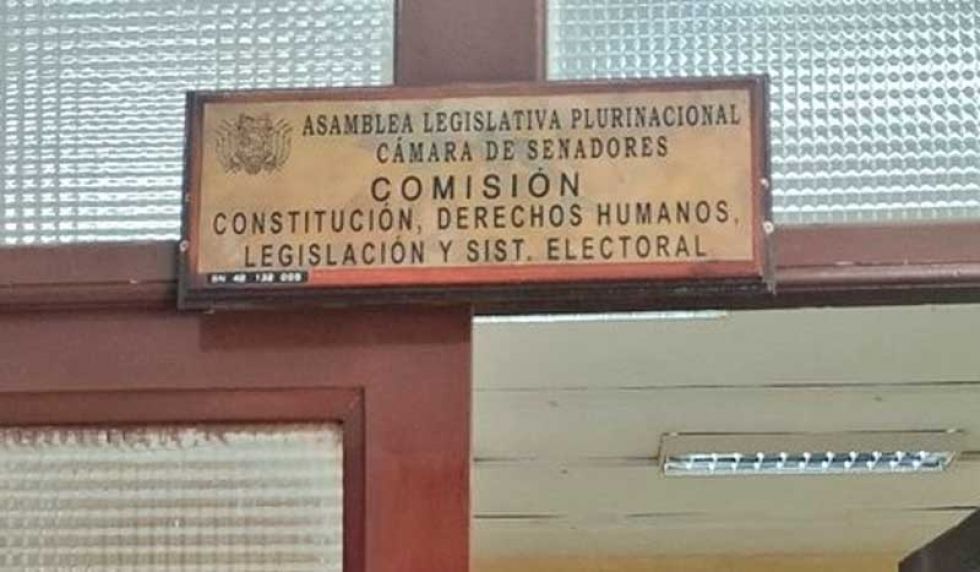 ASAMBLEA LEGISLATIVA PLURINACIONAL
CÁMARA DE SENADORES
COMISIÓN
CONSTITUCIÓN, DERECHOS HUMANOS,
LEGISLACIÓN Y SIST. ELECTORAL